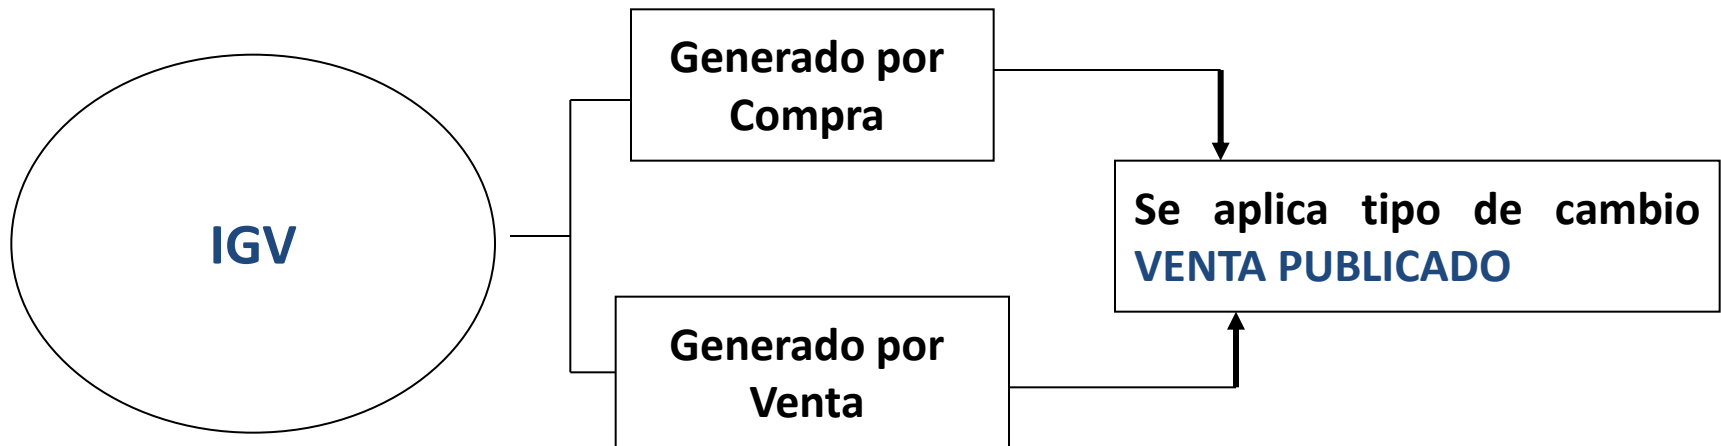 IGV
Generado por
Compra
Generado por
Venta
Se aplica tipo de cambio
VENTA PUBLICADO